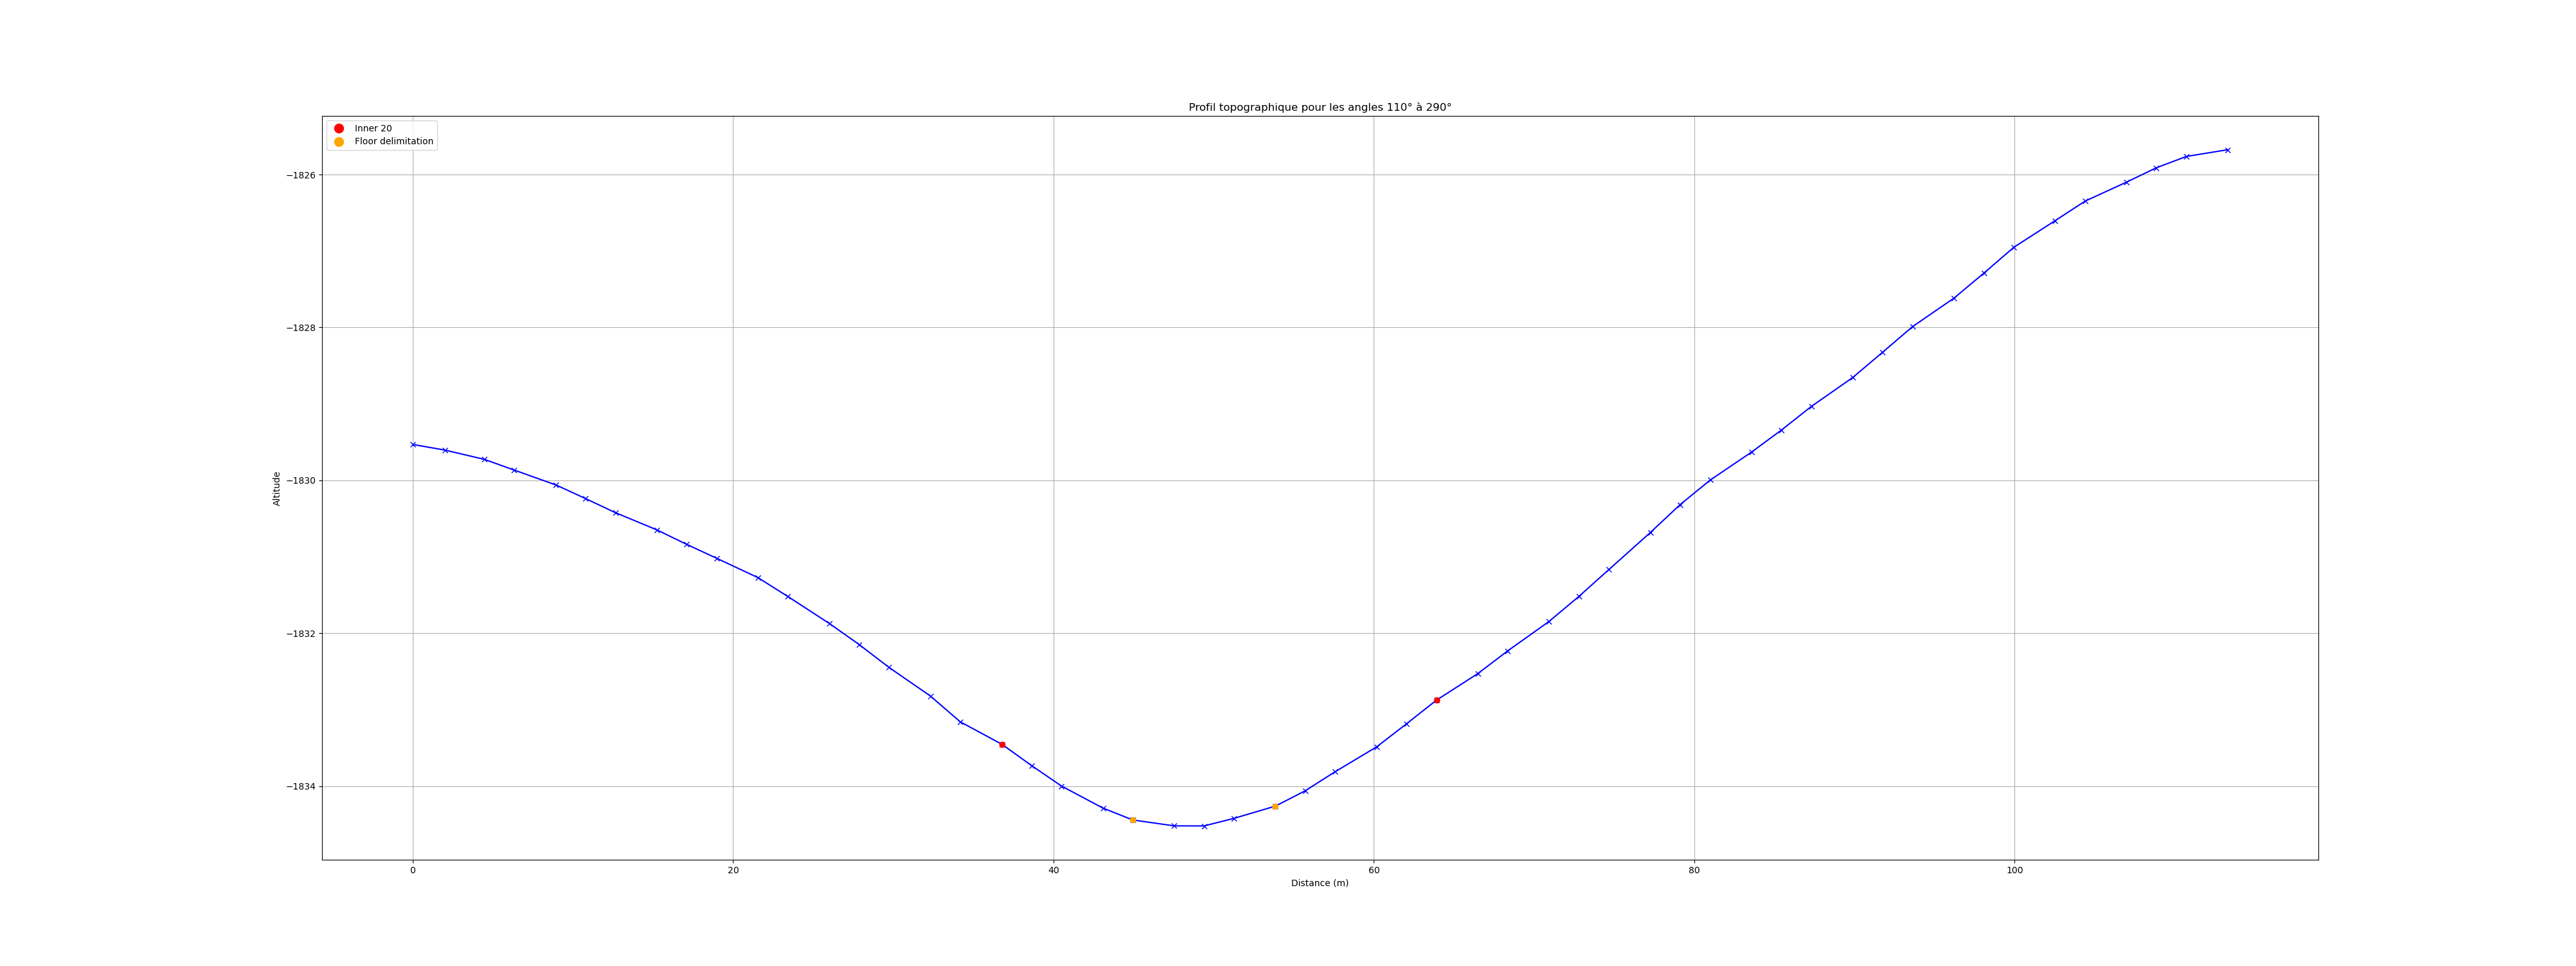 Profil topographique pour les angles 110° à 290°
Inner 20
Floor delimitation
−1826
−1828
−1830
−1832
−1834
Altitude
0
20
40
60
80
100
Distance (m)